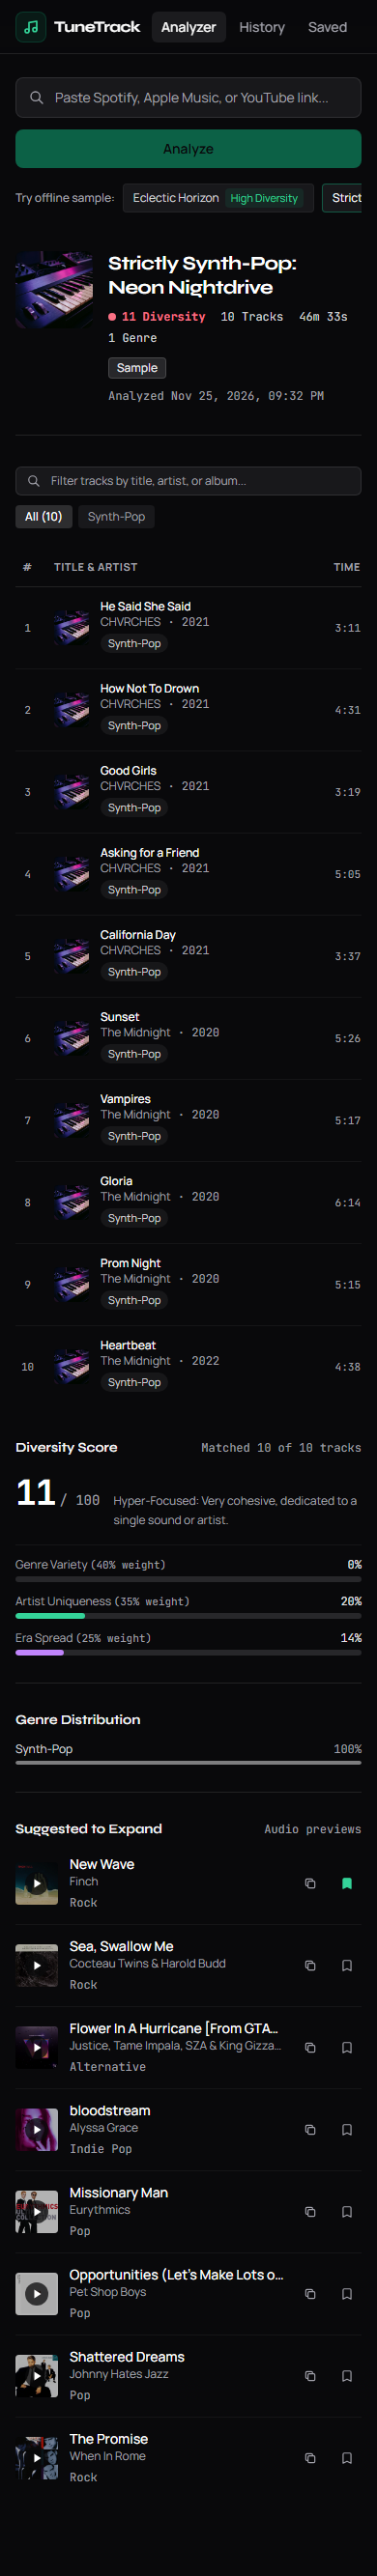 TuneTrack Analyzer History Saved
Paste Spotify, Apple Music, or YouTube link...
Analyze
Try offline sample: Eclectic Horizon High Diversity Strict
Strictly Synth-Pop:
Neon Nightdrive
11 Diversity 10 Tracks 46m 33s
1 Genre
Sample
Analyzed Nov 25, 2026, 09:32 PM
Filter tracks by title, artist, or album...
All (10) Synth-Pop
# TITLE & ARTIST TIME
He Said She Said
1 CHVRCHES • 2021 3:11
Synth-Pop
How Not To Drown
2 CHVRCHES • 2021 4:31
Synth-Pop
Good Girls
3 CHVRCHES • 2021 3:19
Synth-Pop
Asking for a Friend
4 CHVRCHES • 2021 5:05
Synth-Pop
California Day
5 CHVRCHES • 2021 3:37
Synth-Pop
Sunset
6 The Midnight • 2020 5:26
Synth-Pop
Vampires
7 The Midnight • 2020 5:17
Synth-Pop
Gloria
8 The Midnight • 2020 6:14
Synth-Pop
Prom Night
9 The Midnight • 2020 5:15
Synth-Pop
Heartbeat
10 The Midnight • 2022 4:38
Synth-Pop
Diversity Score Matched 10 of 10 tracks
11 / 100 Hyper-Focused: Very cohesive, dedicated to a
single sound or artist.
Genre Variety (40% weight) 0%
Artist Uniqueness (35% weight) 20%
Era Spread (25% weight) 14%
Genre Distribution
Synth-Pop 100%
Suggested to Expand Audio previews
New Wave
Finch
Rock
Sea, Swallow Me
Cocteau Twins & Harold Budd
Rock
Flower In A Hurricane [From GTA...
Justice, Tame Impala, SZA & King Gizza...
Alternative
bloodstream
Alyssa Grace
Indie Pop
Missionary Man
Eurythmics
Pop
Opportunities (Let's Make Lots o...
Pet Shop Boys
Pop
Shattered Dreams
Johnny Hates Jazz
Pop
The Promise
When In Rome
Rock